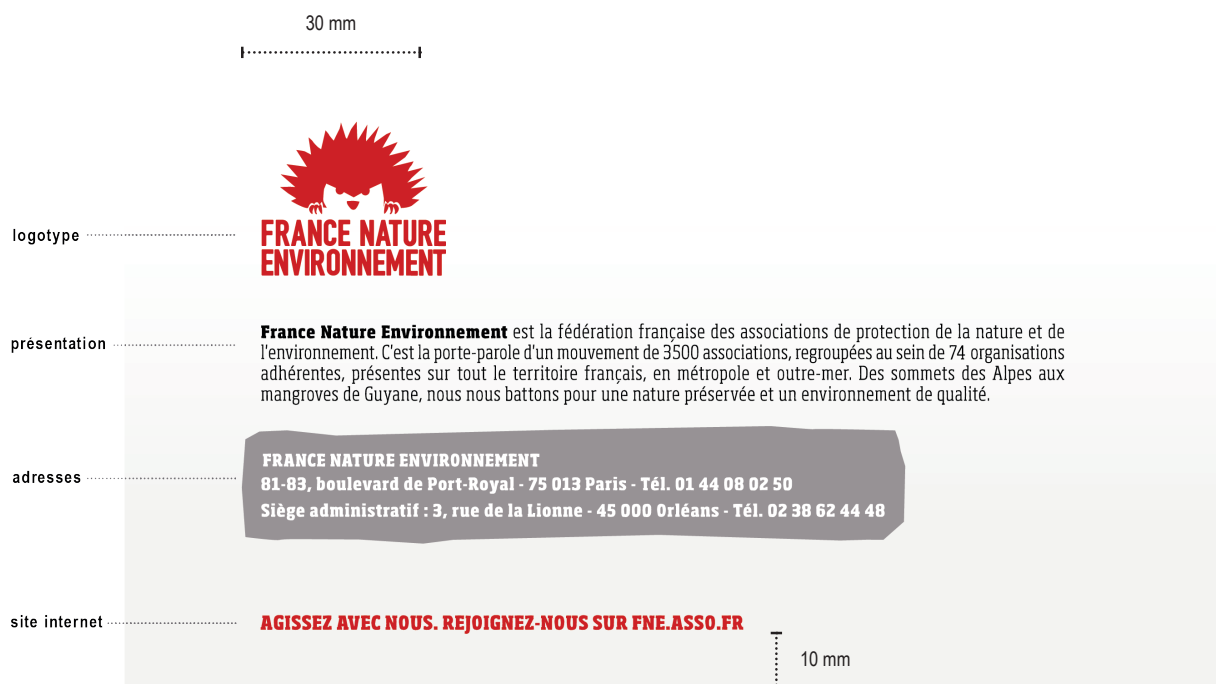 30 mm
FRANCE NATURE
ENVIRONNEMENT
logotype
présentation
France Nature Environnement est la fédération française des associations de protection de la nature et de
l'environnement. C'est la porte-parole d'un mouvement de 3500 associations, regroupées au sein de 74 organisations
adhérentes, présentes sur tout le territoire français, en métropole et outre-mer. Des sommets des Alpes aux
mangroves de Guyane, nous nous battons pour une nature préservée et un environnement de qualité.
adresses
FRANCE NATURE ENVIRONNEMENT
81-83, boulevard de Port-Royal - 75 013 Paris - Tél. 01 44 08 02 50
Siège administratif : 3, rue de la Lionne - 45 000 Orléans - Tél. 02 38 62 44 48
site internet
AGISSEZ AVEC NOUS. REJOIGNEZ-NOUS SUR FNE.ASSO.FR
10 mm